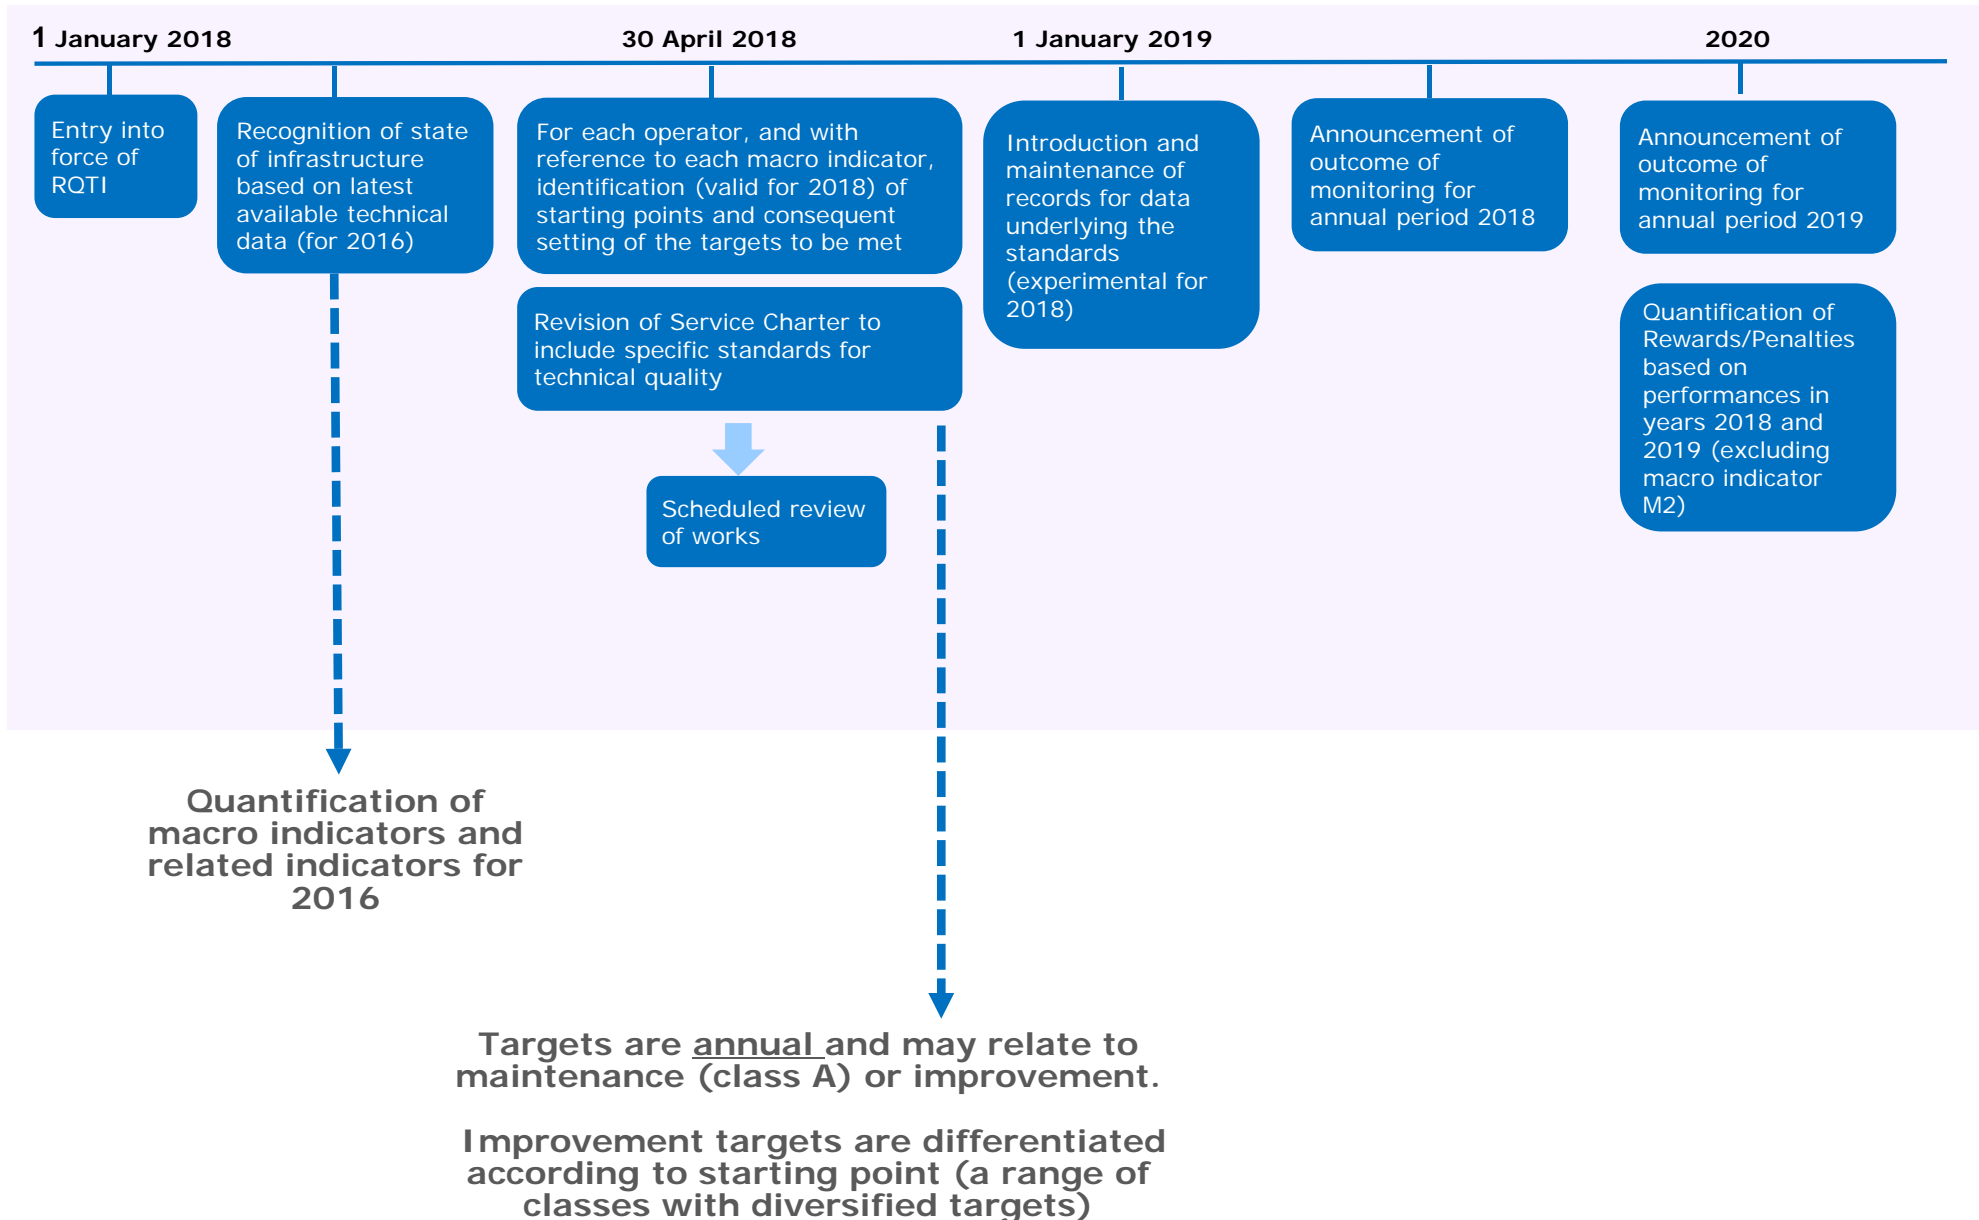 1 January 2018
30 April 2018
1 January 2019
2020
Entry into
force of
RQTI
Recognition of state
of infrastructure
based on latest
available technical
data (for 2016)
For each operator, and with
reference to each macro indicator,
identification (valid for 2018) of
starting points and consequent
setting of the targets to be met
Revision of Service Charter to
include specific standards for
technical quality
Scheduled review
of works
Introduction and
maintenance of
records for data
underlying the
standards
(experimental for
2018)
Announcement of
outcome of
monitoring for
annual period 2018
Announcement of
outcome of
monitoring for
annual period 2019
Quantification of
Rewards/Penalties
based on
performances in
years 2018 and
2019 (excluding
macro indicator
M2)
Quantification of
macro indicators and
related indicators for
2016
Targets are annual and may relate to
maintenance (class A) or improvement.
Improvement targets are differentiated
according to starting point (a range of
classes with diversified targets)